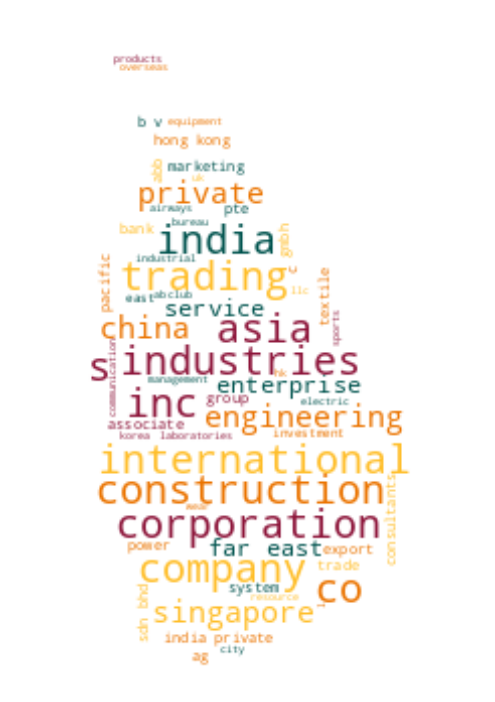 products
overseas
b v equipment
hong kong
abb marketing
uk
private
airways pte
bureau
bank india gmbh
industrial
pacific trading c
llc
east abclub textile
service
china asia sports
s industries
communication management hk
enterprise
inc group electric
engineering
associate
korea laboratories investment
international
construction
consultants
wear
corporation
power far east export
company trade
system co
resource l
sdn bhd singapore
india private
ag city